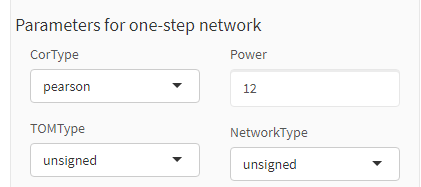 Parameters for one-step network
CorType
Power
pearson
12
TOMType
NetworkType
unsigned
unsigned